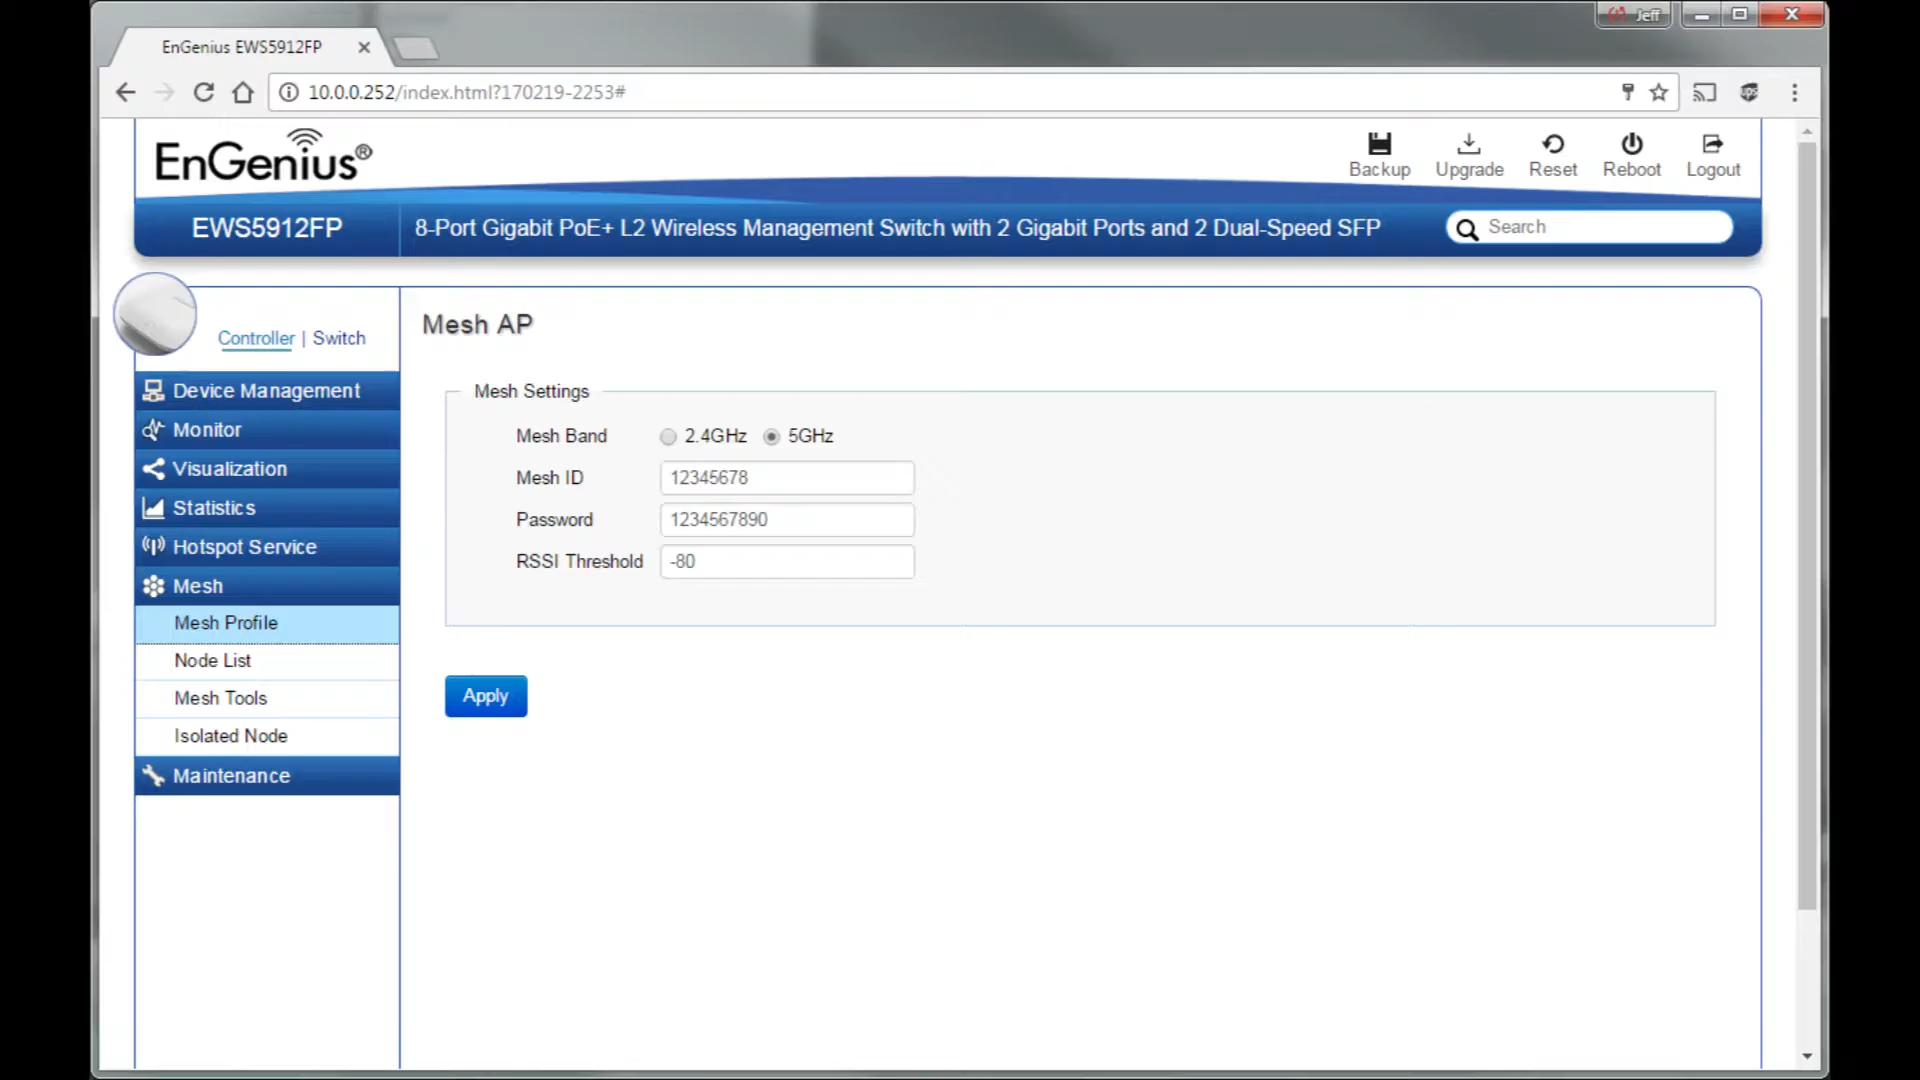 Jeff
EnGenius EWS5912FP
10.0.0.252/index.html?170219-2253#
EnGenius®
Backup Upgrade Reset Reboot Logout
EWS5912FP
8-Port Gigabit PoE+ L2 Wireless Management Switch with 2 Gigabit Ports and 2 Dual-Speed SFP
Search
Controller | Switch
Device Management
Monitor
Visualization
Statistics
Hotspot Service
Mesh
Mesh Profile
Node List
Mesh Tools
Isolated Node
Maintenance
Mesh AP
Mesh Settings
Mesh Band 2.4GHz 5GHz
Mesh ID 12345678
Password 1234567890
RSSI Threshold -80
Apply